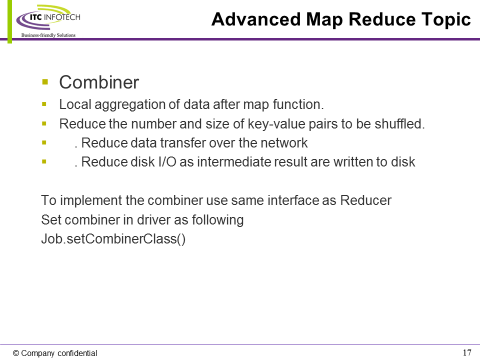 ITC INFOTECH
Business-friendly Solutions
Advanced Map Reduce Topic
Combiner
Local aggregation of data after map function.
Reduce the number and size of key-value pairs to be shuffled.
. Reduce data transfer over the network
. Reduce disk I/O as intermediate result are written to disk
To implement the combiner use same interface as Reducer
Set combiner in driver as following
Job.setCombinerClass()
© Company confidential
17